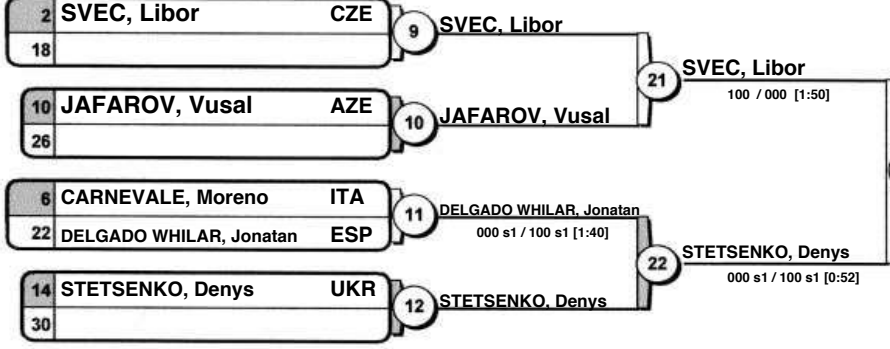 2 SVEC, Libor CZE
18
9
SVEC, Libor
10 JAFAROV, Vusal AZE
26
10
JAFAROV, Vusal
21
SVEC, Libor
100 / 000 [1:50]
6 CARNEVALE, Moreno ITA
22 DELGADO WHILAR, Jonatan ESP
11
DELGADO WHILAR, Jonatan
000 s1 / 100 s1 [1:40]
14 STETSENKO, Denys UKR
30
12
STETSENKO, Denys
22
STETSENKO, Denys
000 s1 / 100 s1 [0:52]